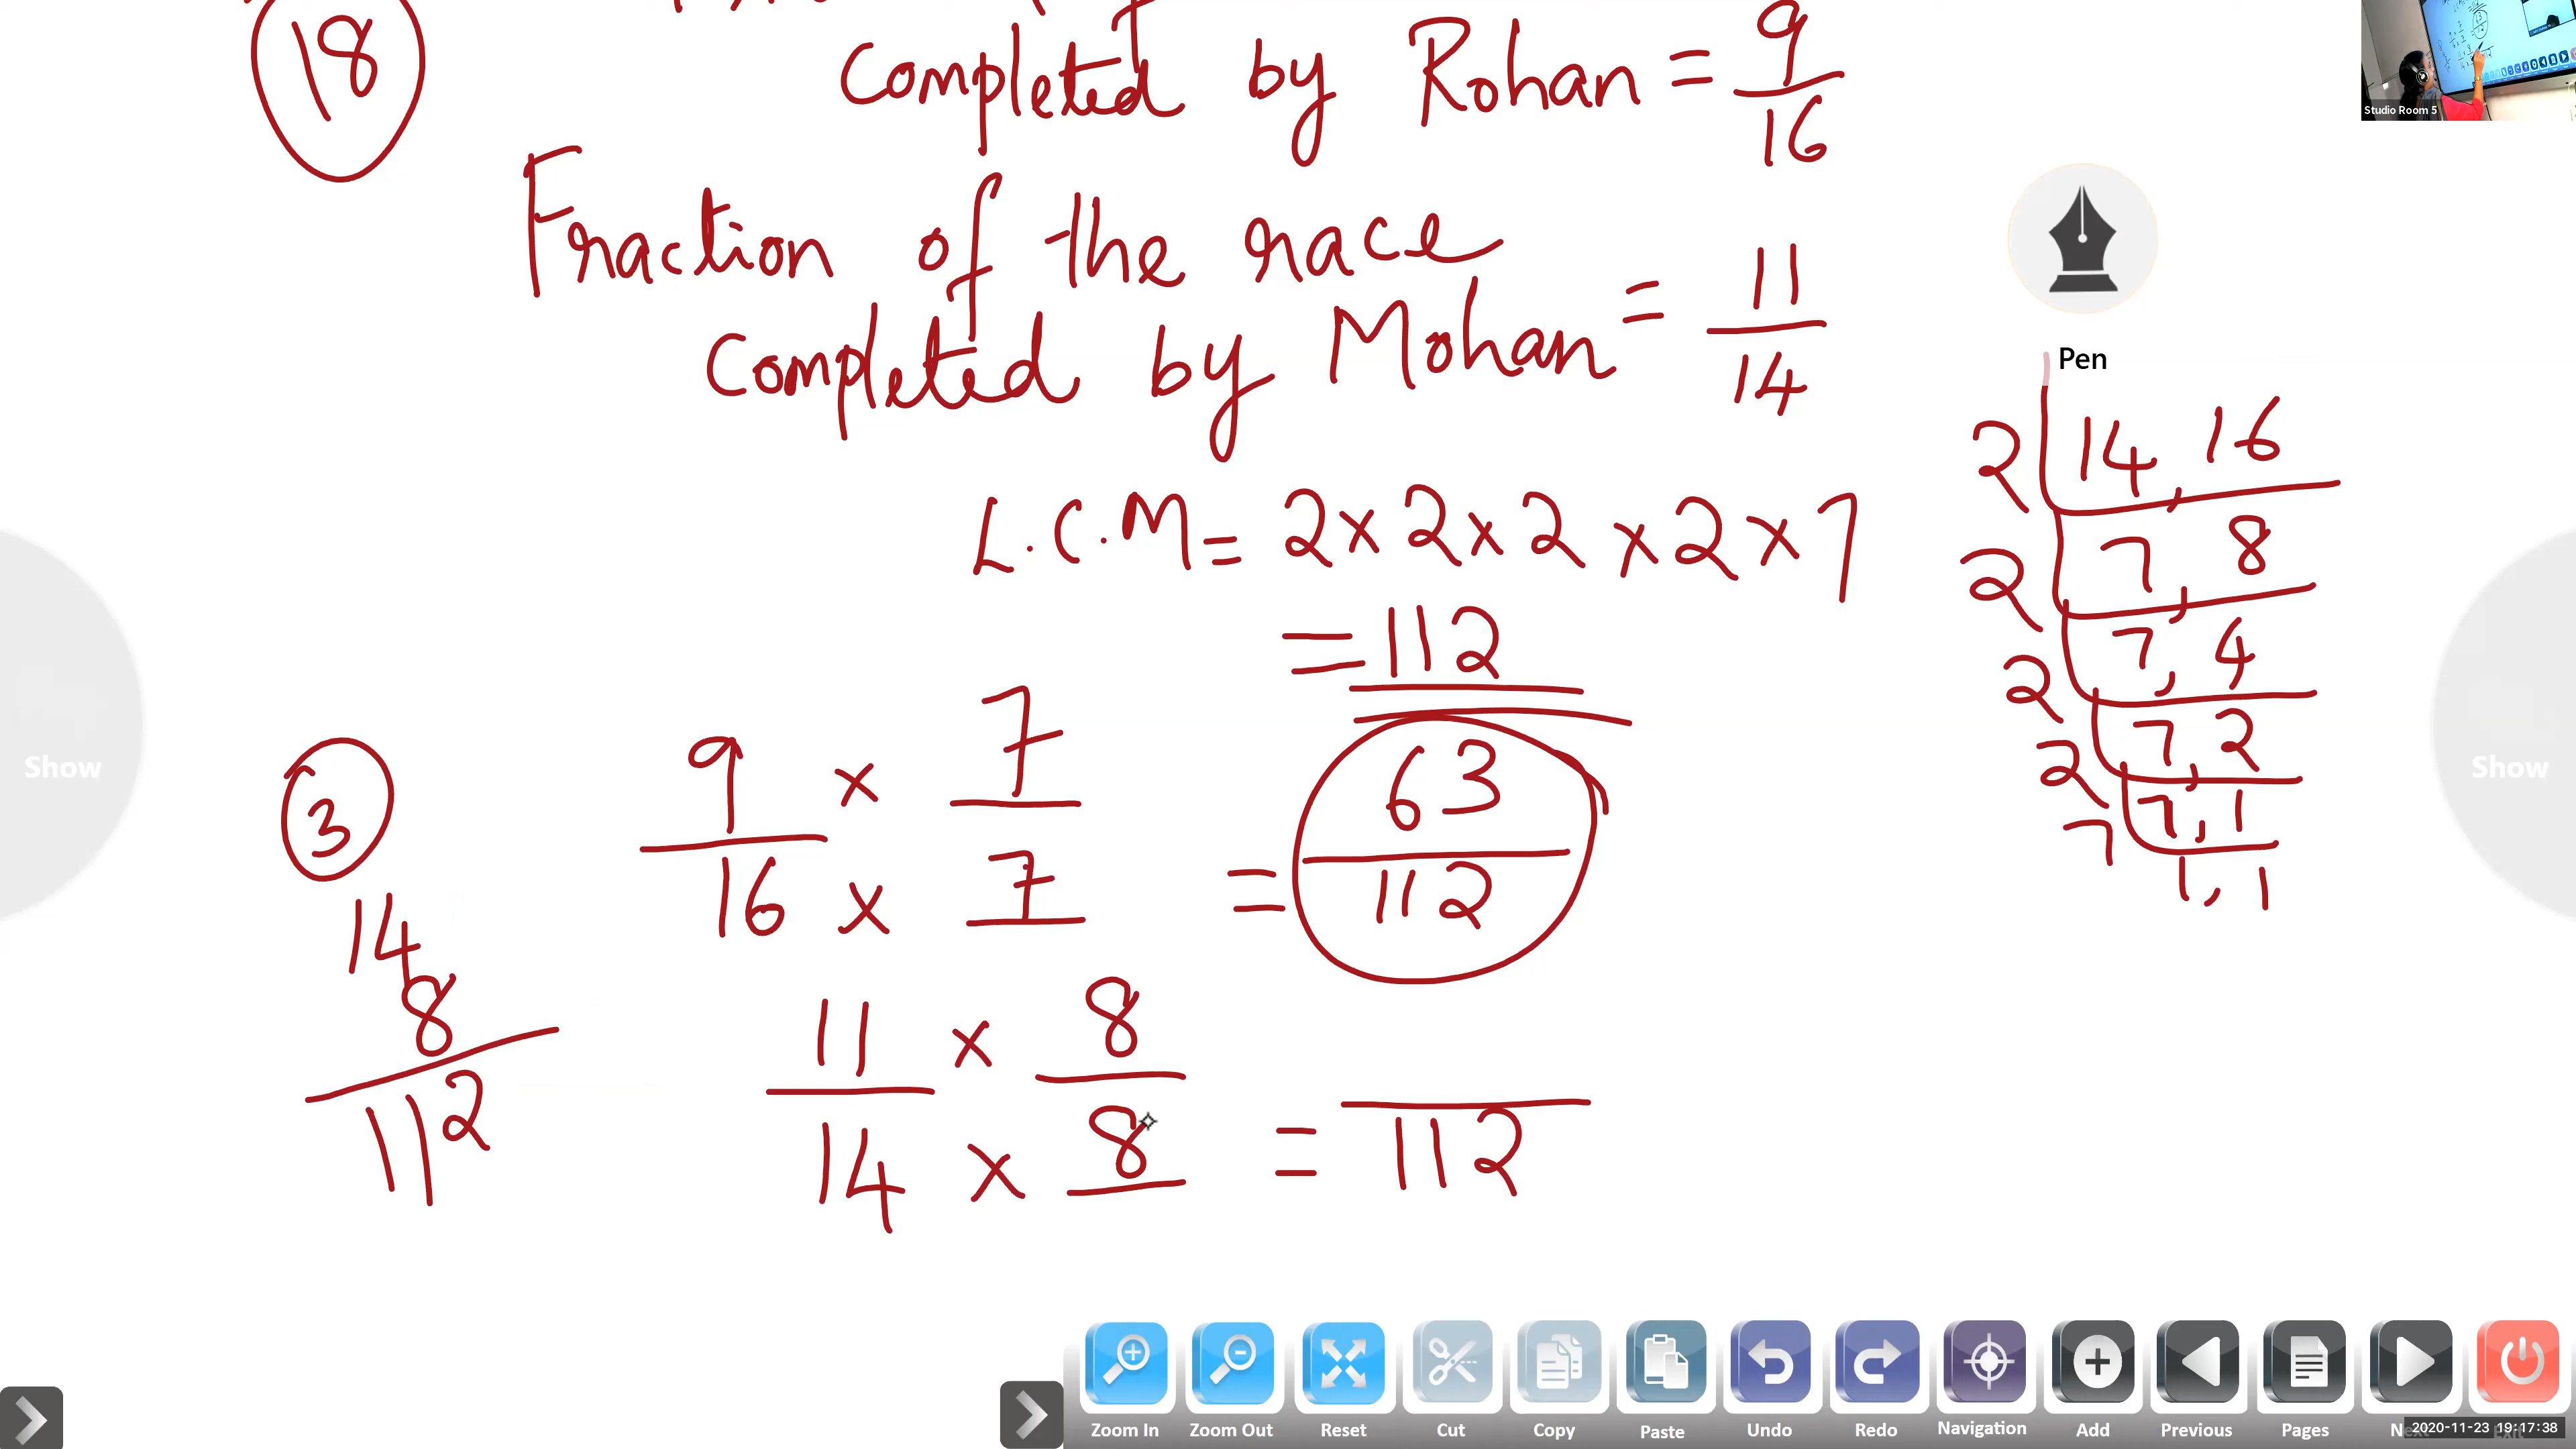 18
Completed by Rohan = 9/16
Fraction of the race
Completed by Mohan = 11/14
L.C.M = 2 × 2 × 2 × 2 × 7
= 112
2 | 14, 16
2 | 7, 8
2 | 7, 4
2 | 7, 2
7 | 7, 1
1, 1
3
14
8
112
9/16 × 7/7 = 63/112
11/14 × 8/8 = /112
Pen
Show
Show
Studio Room 5
Zoom In
Zoom Out
Reset
Cut
Copy
Paste
Undo
Redo
Navigation
Add
Previous
Pages
2020-11-23 19:17:38